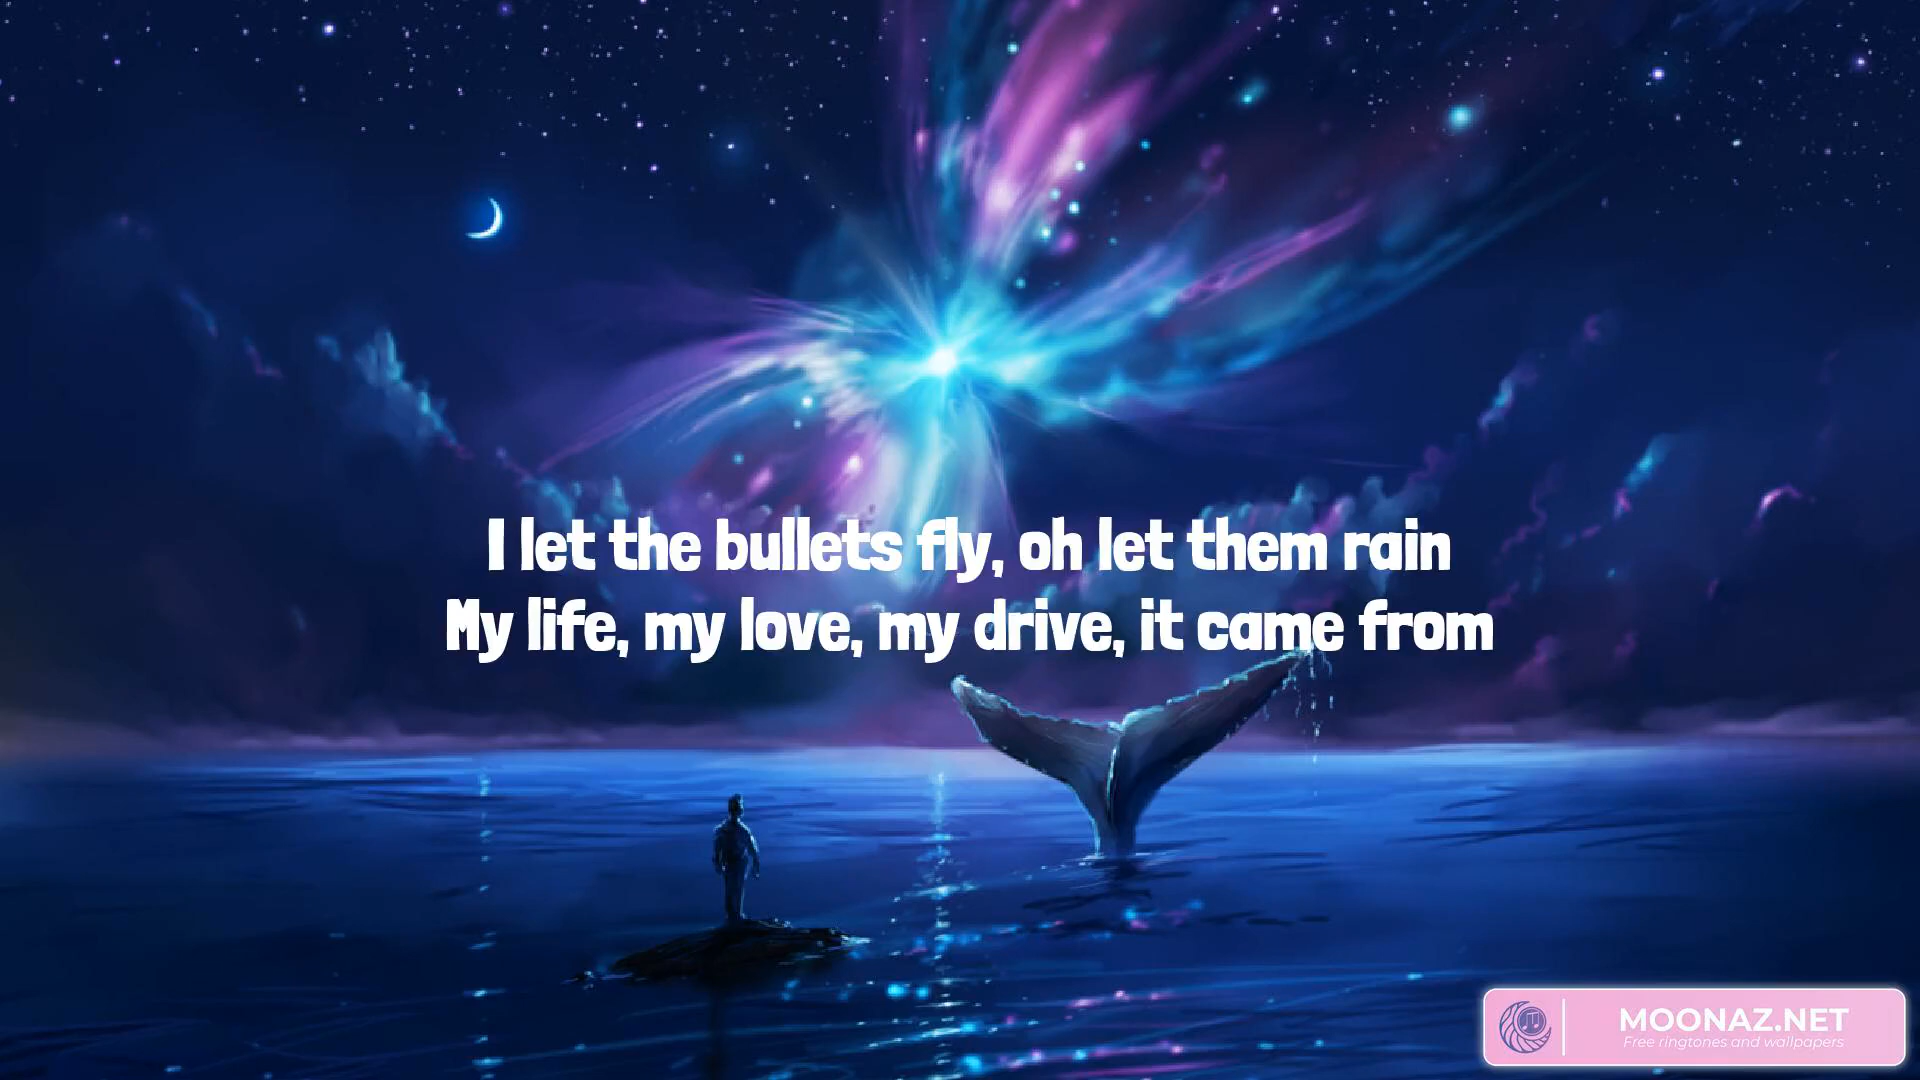 I let the bullets fly, oh let them rain
My life, my love, my drive, it came from
MOONAZ.NET
Free ringtones and wallpapers